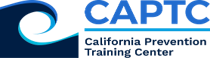 CAPTC
California Prevention
Training Center